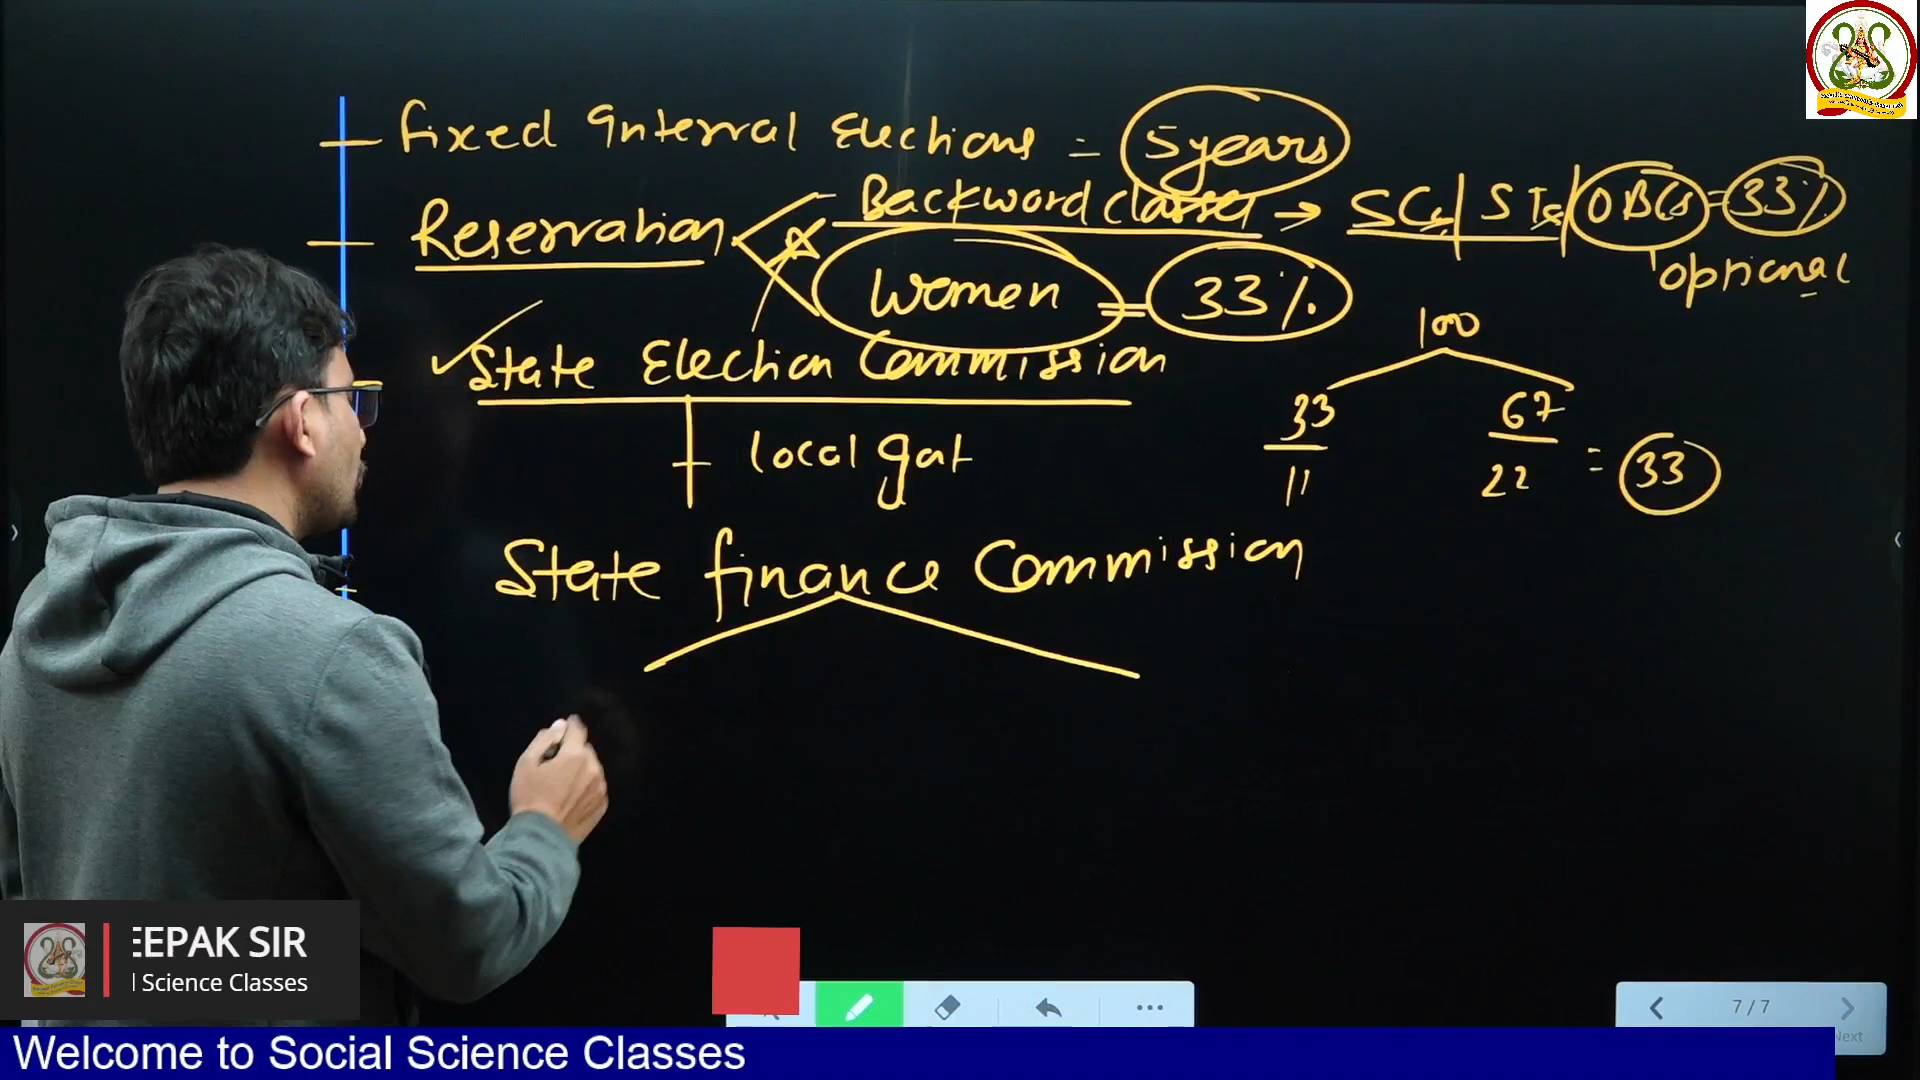 Fixed Interval Elections = 5 years
Reservation
Backword Classes → SCs | STs | OBCs = 33%
optional
Women = 33%
100
33 67
11 22 = 33
State Election Commission
local govt
State finance Commission
EEPAK SIR
l Science Classes
7/7
Next
Welcome to Social Science Classes